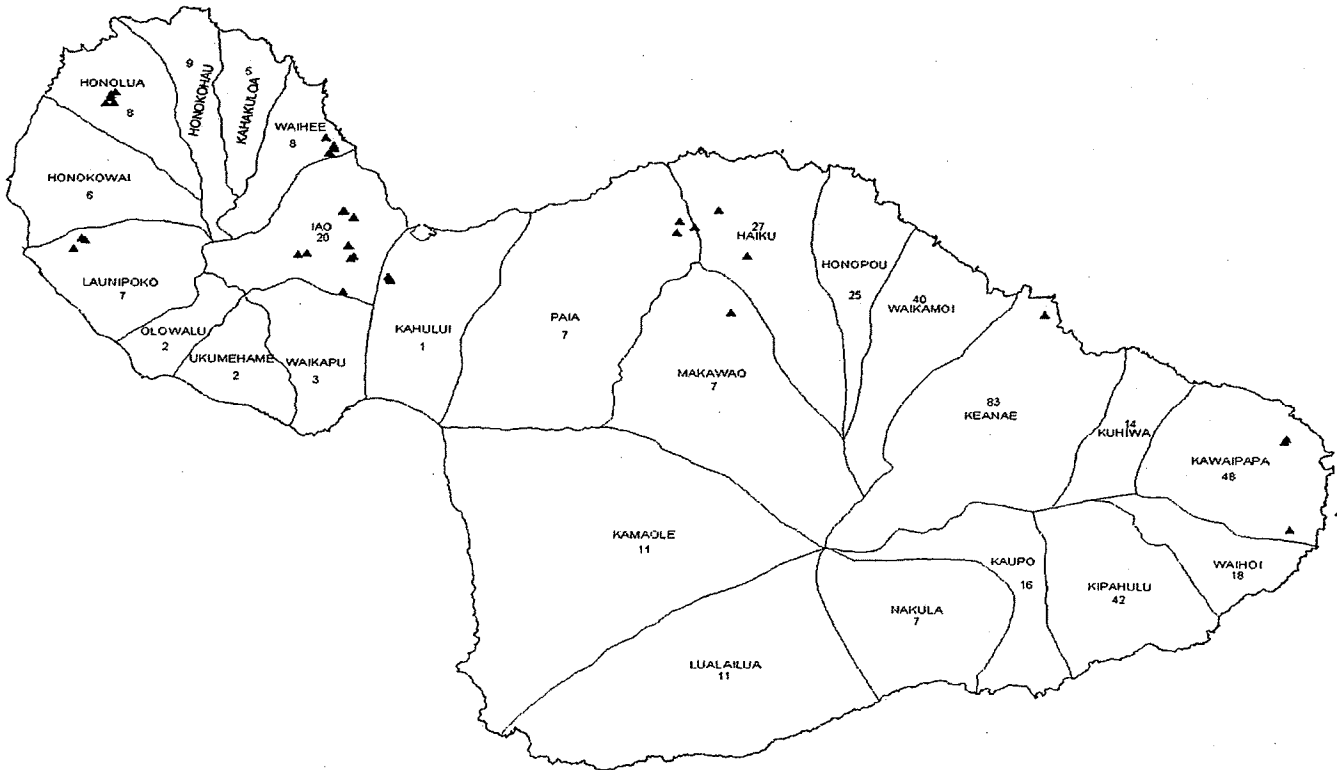 HONOLUA
8
9
HONOKOHAU
5
KAHAKULOA
WAIHEE
8
HONOKOWAI
6
IAO
20
LAUNIPOKO
7
OLOWALU
2
UKUMEHAME
2
WAIKAPU
3
KAHULUI
1
PAIA
7
27
HAIKU
MAKAWAO
7
HONOPOU
25
40
WAIKAMOI
83
KEANAE
14
KUHIWA
KAWAIPAPA
48
KAMAOLE
11
KAUPO
16
KIPAHULU
42
WAIHOI
18
NAKULA
7
LUALAILUA
11